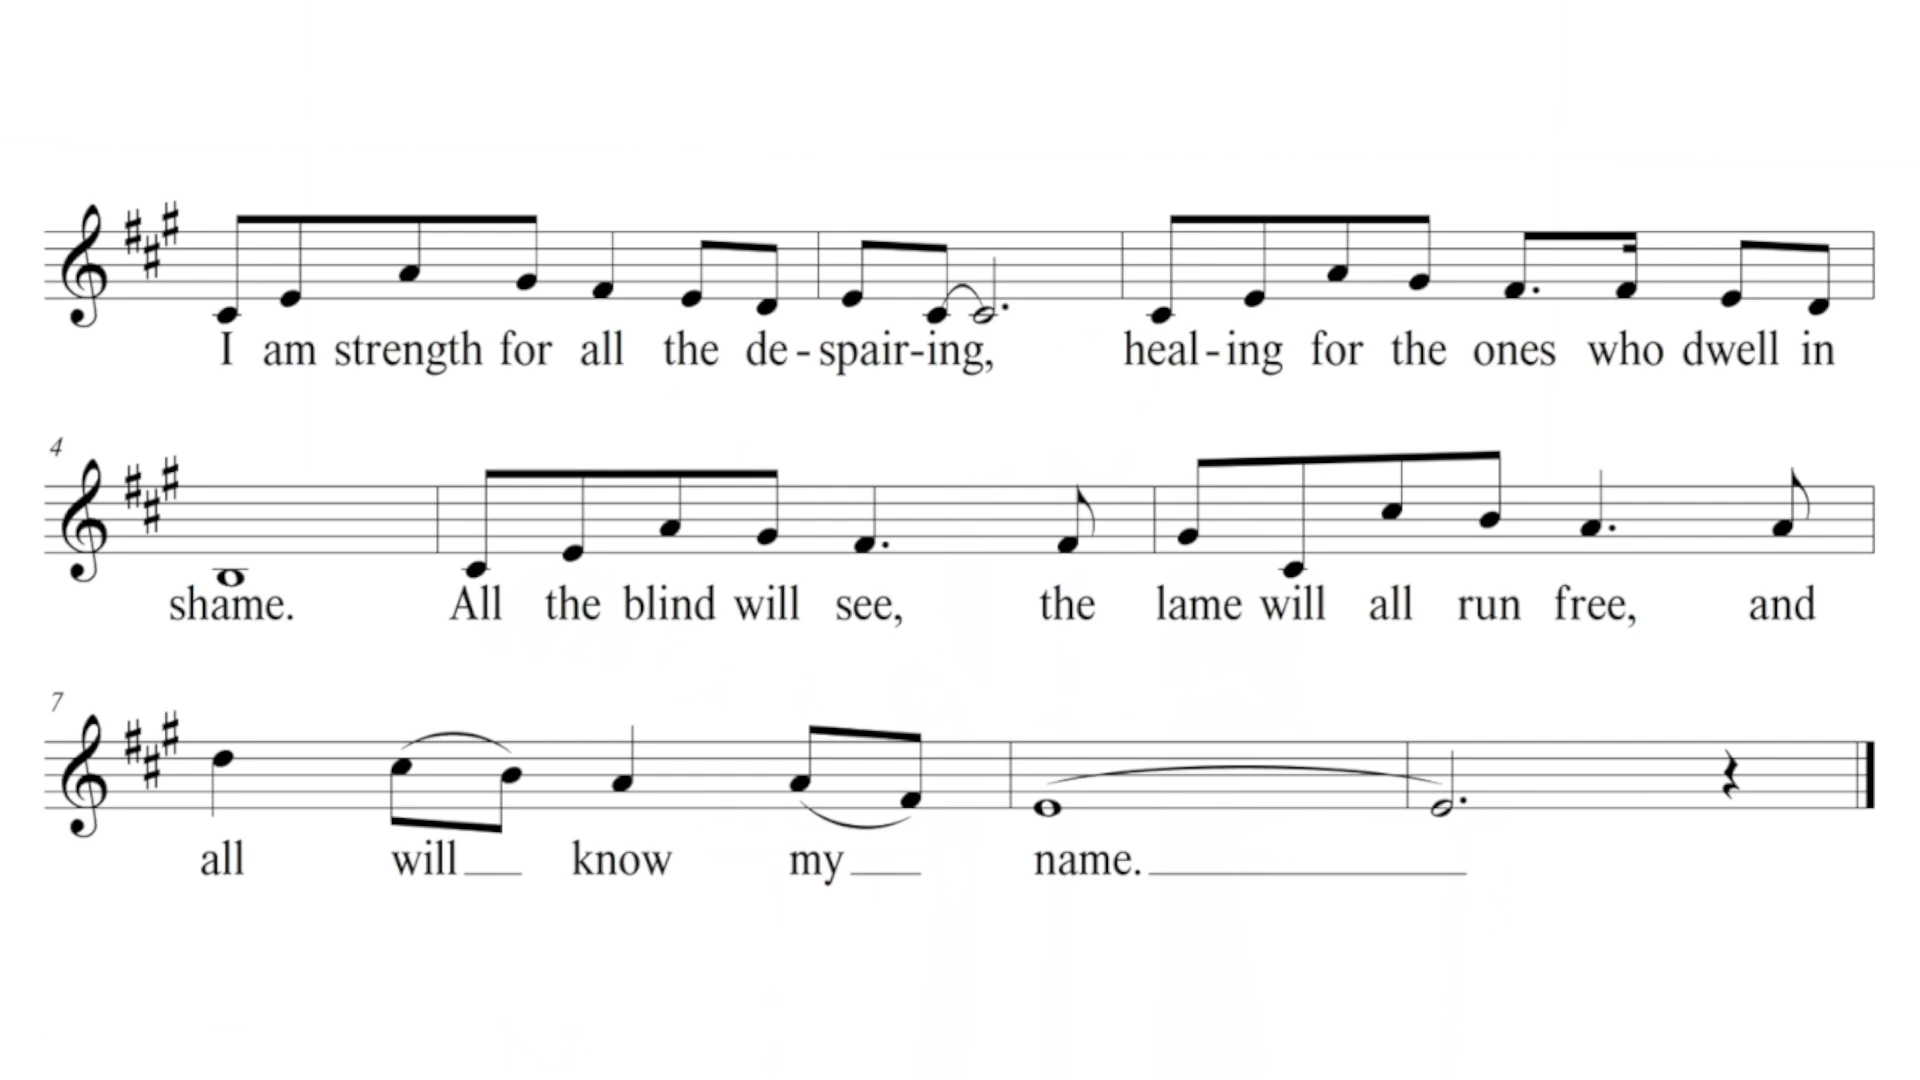 I am strength for all the de - spair - ing, heal - ing for the ones who dwell in
4
shame. All the blind will see, the lame will all run free, and
7
all will know my name.